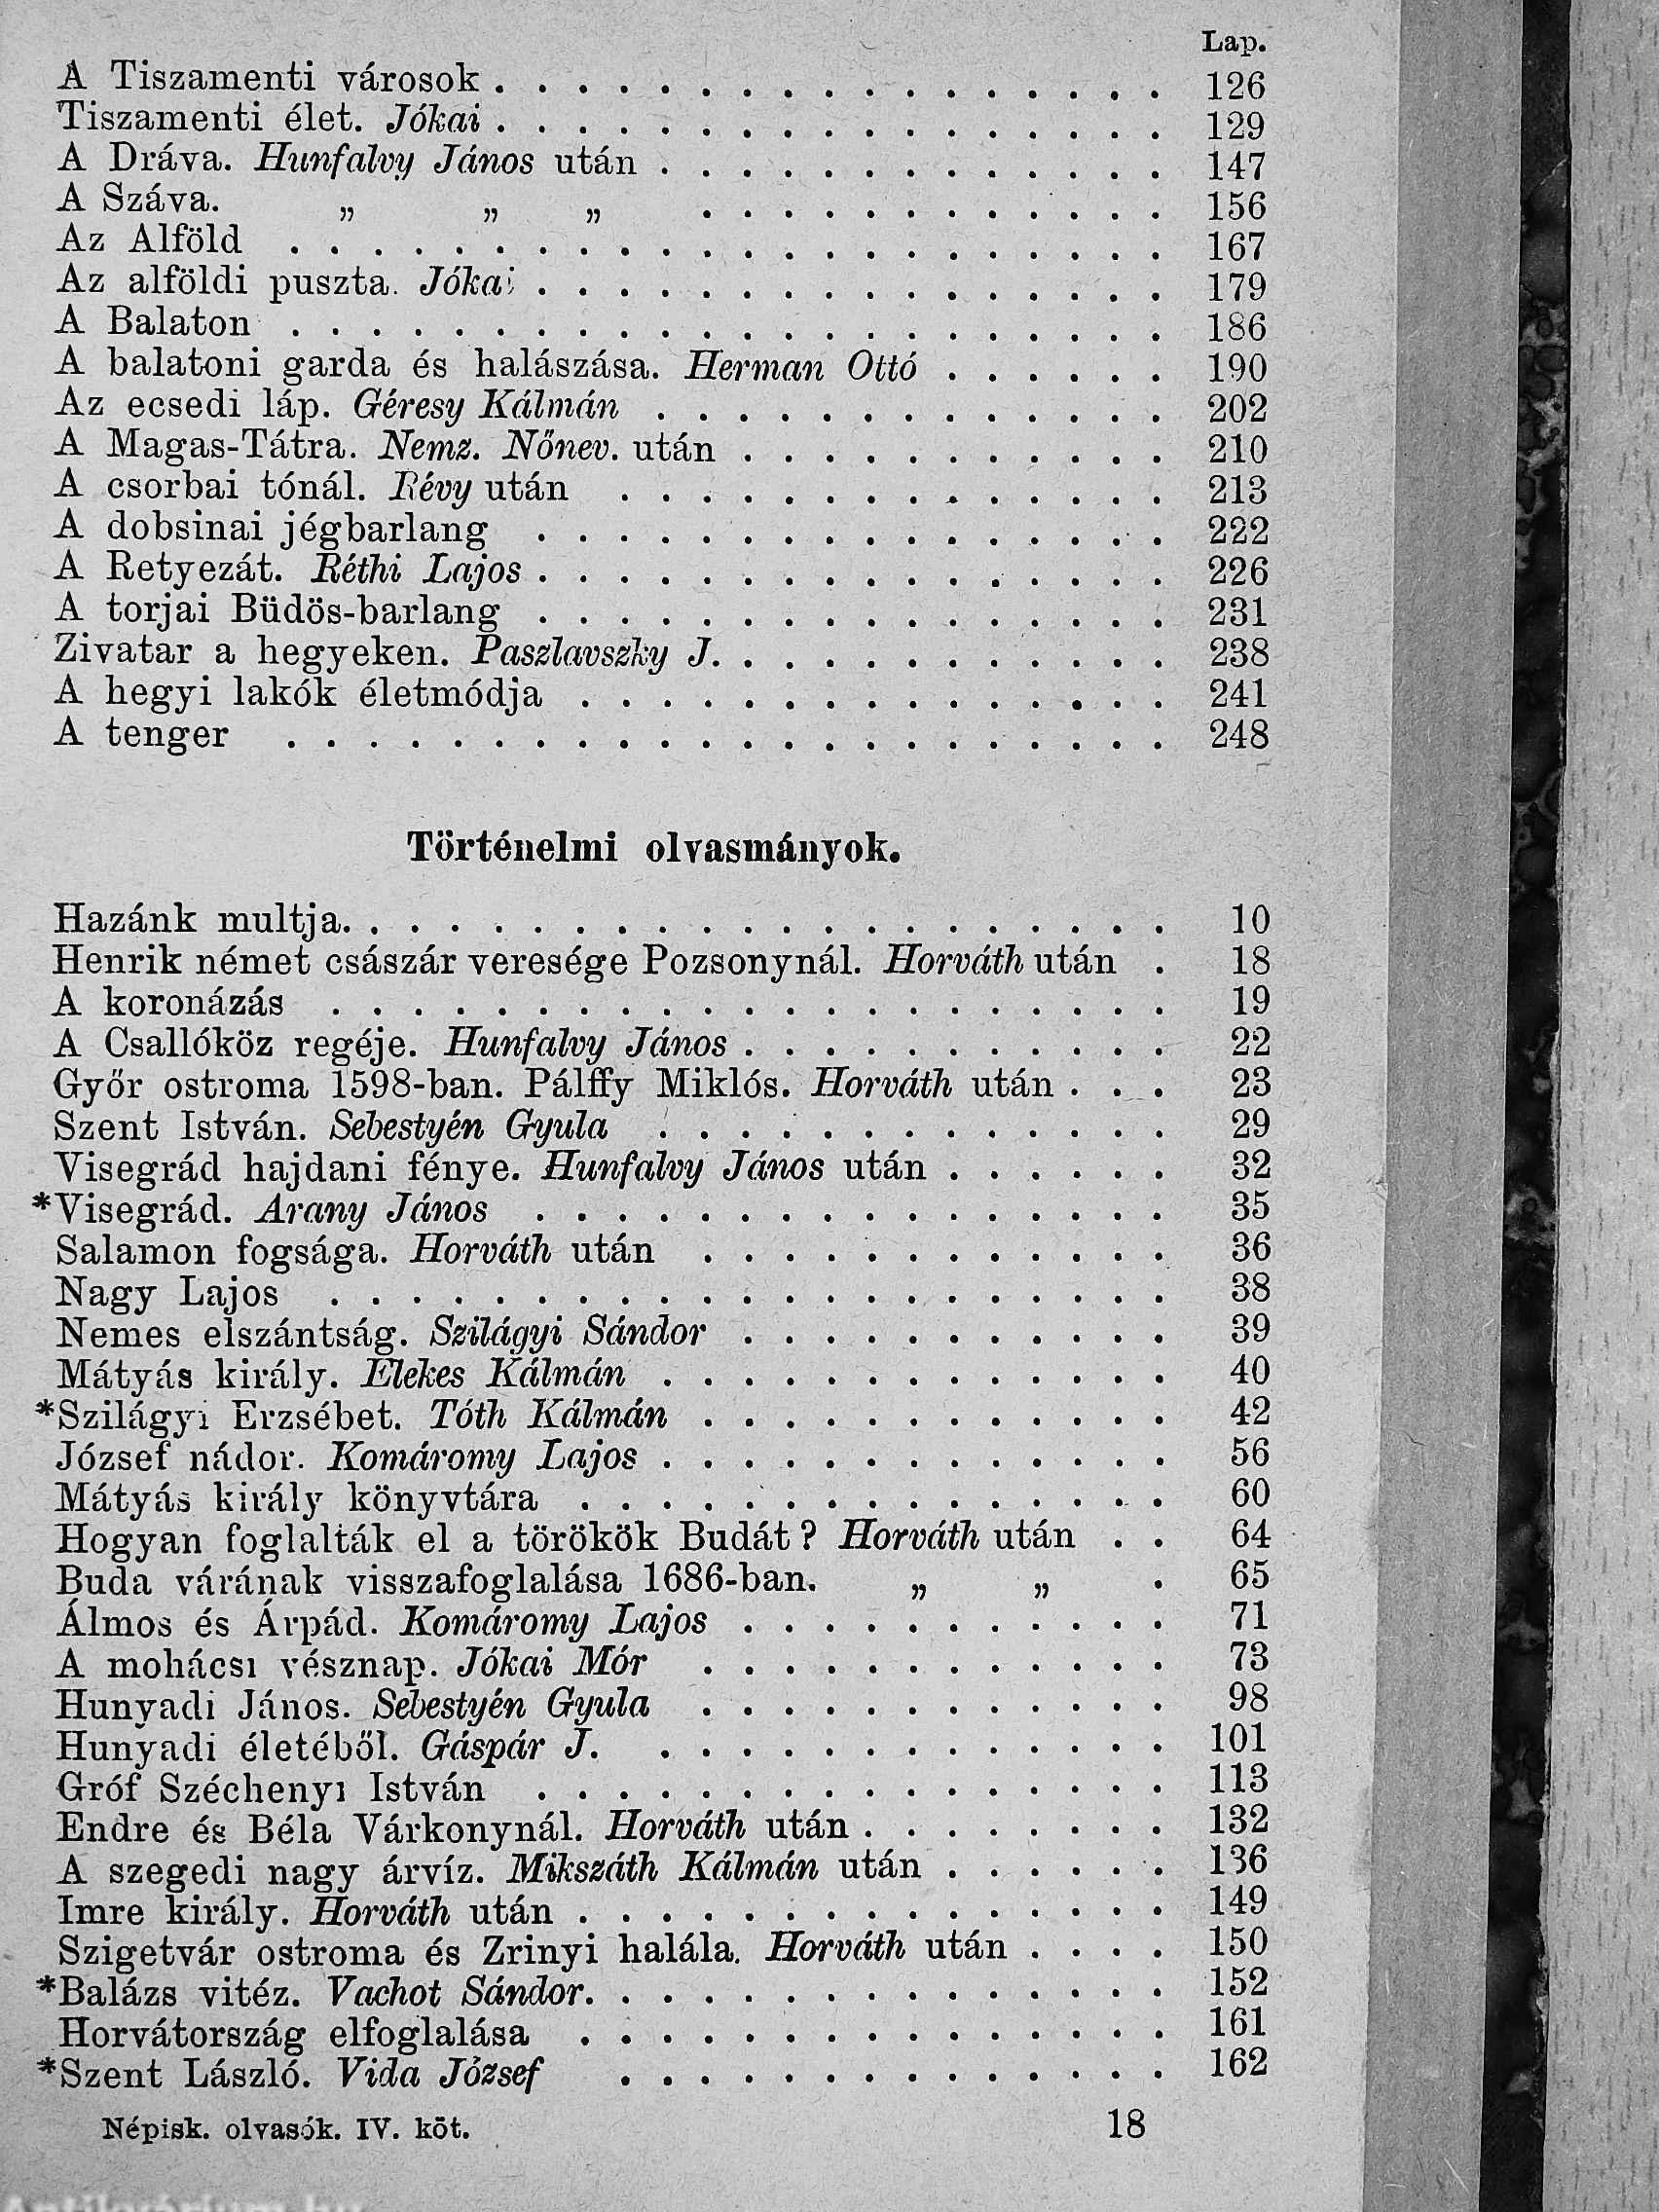 Lap.
A Tiszamenti városok . . . . . . . . . . . . . . . . . 126
Tiszamenti élet. Jókai . . . . . . . . . . . . . . . . . 129
A Dráva. Hunfalvy János után . . . . . . . . . . . . . 147
A Száva. „ „ „ . . . . . . . . . . . . 156
Az Alföld . . . . . . . . . . . . . . . . . . . . . . 167
Az alföldi puszta. Jókai . . . . . . . . . . . . . . . . 179
A Balaton . . . . . . . . . . . . . . . . . . . . . . 186
A balatoni garda és halászása. Herman Ottó . . . . . . 190
Az ecsedi láp. Géresy Kálmán . . . . . . . . . . . . . 202
A Magas-Tátra. Nemz. Nőnev. után . . . . . . . . . . . 210
A csorbai tónál. Révy után . . . . . . . . . . . . . . 213
A dobsinai jégbarlang . . . . . . . . . . . . . . . . 222
A Retyezát. Réthi Lajos . . . . . . . . . . . . . . . . 226
A torjai Büdös-barlang . . . . . . . . . . . . . . . . 231
Zivatar a hegyeken. Paszlavszky J. . . . . . . . . . . . 238
A hegyi lakók életmódja . . . . . . . . . . . . . . . 241
A tenger . . . . . . . . . . . . . . . . . . . . . . 248
Történelmi olvasmányok.
Hazánk multja. . . . . . . . . . . . . . . . . . . . . 10
Henrik német császár veresége Pozsonynál. Horváth után . 18
A koronázás . . . . . . . . . . . . . . . . . . . . . 19
A Csallóköz regéje. Hunfalvy János . . . . . . . . . . . 22
Győr ostroma 1598-ban. Pálffy Miklós. Horváth után . . . 23
Szent István. Sebestyén Gyula . . . . . . . . . . . . . 29
Visegrád hajdani fénye. Hunfalvy János után . . . . . . 32
*Visegrád. Arany János . . . . . . . . . . . . . . . . 35
Salamon fogsága. Horváth után . . . . . . . . . . . . 36
Nagy Lajos . . . . . . . . . . . . . . . . . . . . . 38
Nemes elszántság. Szilágyi Sándor . . . . . . . . . . . 39
Mátyás király. Elekes Kálmán . . . . . . . . . . . . . 40
*Szilágyi Erzsébet. Tóth Kálmán . . . . . . . . . . . . 42
József nádor. Komáromy Lajos . . . . . . . . . . . . . 56
Mátyás király könyvtára . . . . . . . . . . . . . . . 60
Hogyan foglalták el a törökök Budát? Horváth után . . 64
Buda várának visszafoglalása 1686-ban. „ „ . 65
Álmos és Árpád. Komáromy Lajos . . . . . . . . . . . 71
A mohácsi vésznap. Jókai Mór . . . . . . . . . . . . 73
Hunyadi János. Sebestyén Gyula . . . . . . . . . . . . 98
Hunyadi életéből. Gáspár J. . . . . . . . . . . . . . 101
Gróf Széchenyi István . . . . . . . . . . . . . . . . 113
Endre és Béla Várkonynál. Horváth után . . . . . . . . 132
A szegedi nagy árvíz. Mikszáth Kálmán után . . . . . . 136
Imre király. Horváth után . . . . . . . . . . . . . . . 149
Szigetvár ostroma és Zrinyi halála. Horváth után . . . . 150
*Balázs vitéz. Vachot Sándor. . . . . . . . . . . . . . . 152
Horvátország elfoglalása . . . . . . . . . . . . . . . 161
*Szent László. Vida József . . . . . . . . . . . . . . 162
Népisk. olvasók. IV. köt. 18